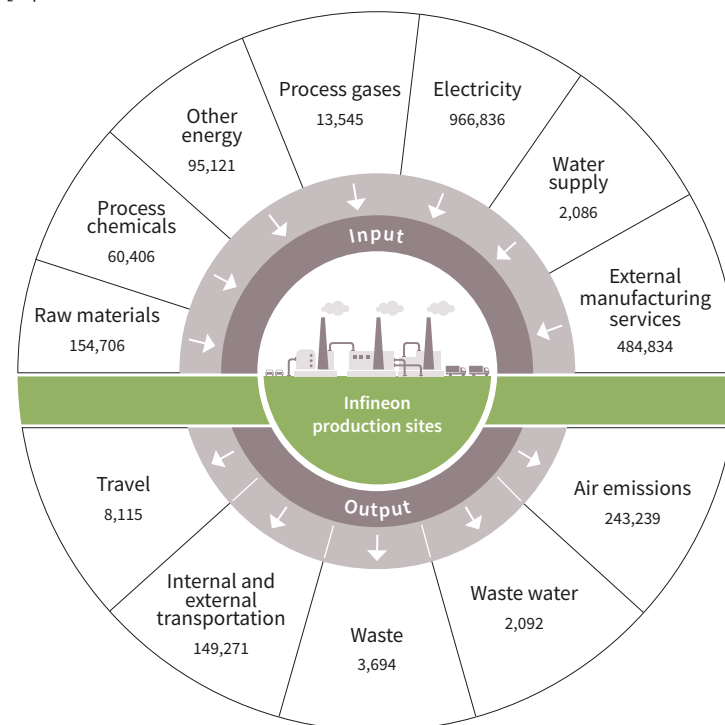 Process gases
13,545
Electricity
966,836
Other
energy
95,121
Water
supply
2,086
Process
chemicals
60,406
External
manufacturing
services
484,834
Raw materials
154,706
Input
Infineon
production sites
Output
Travel
8,115
Air emissions
243,239
Internal and
external
transportation
149,271
Waste water
2,092
Waste
3,694